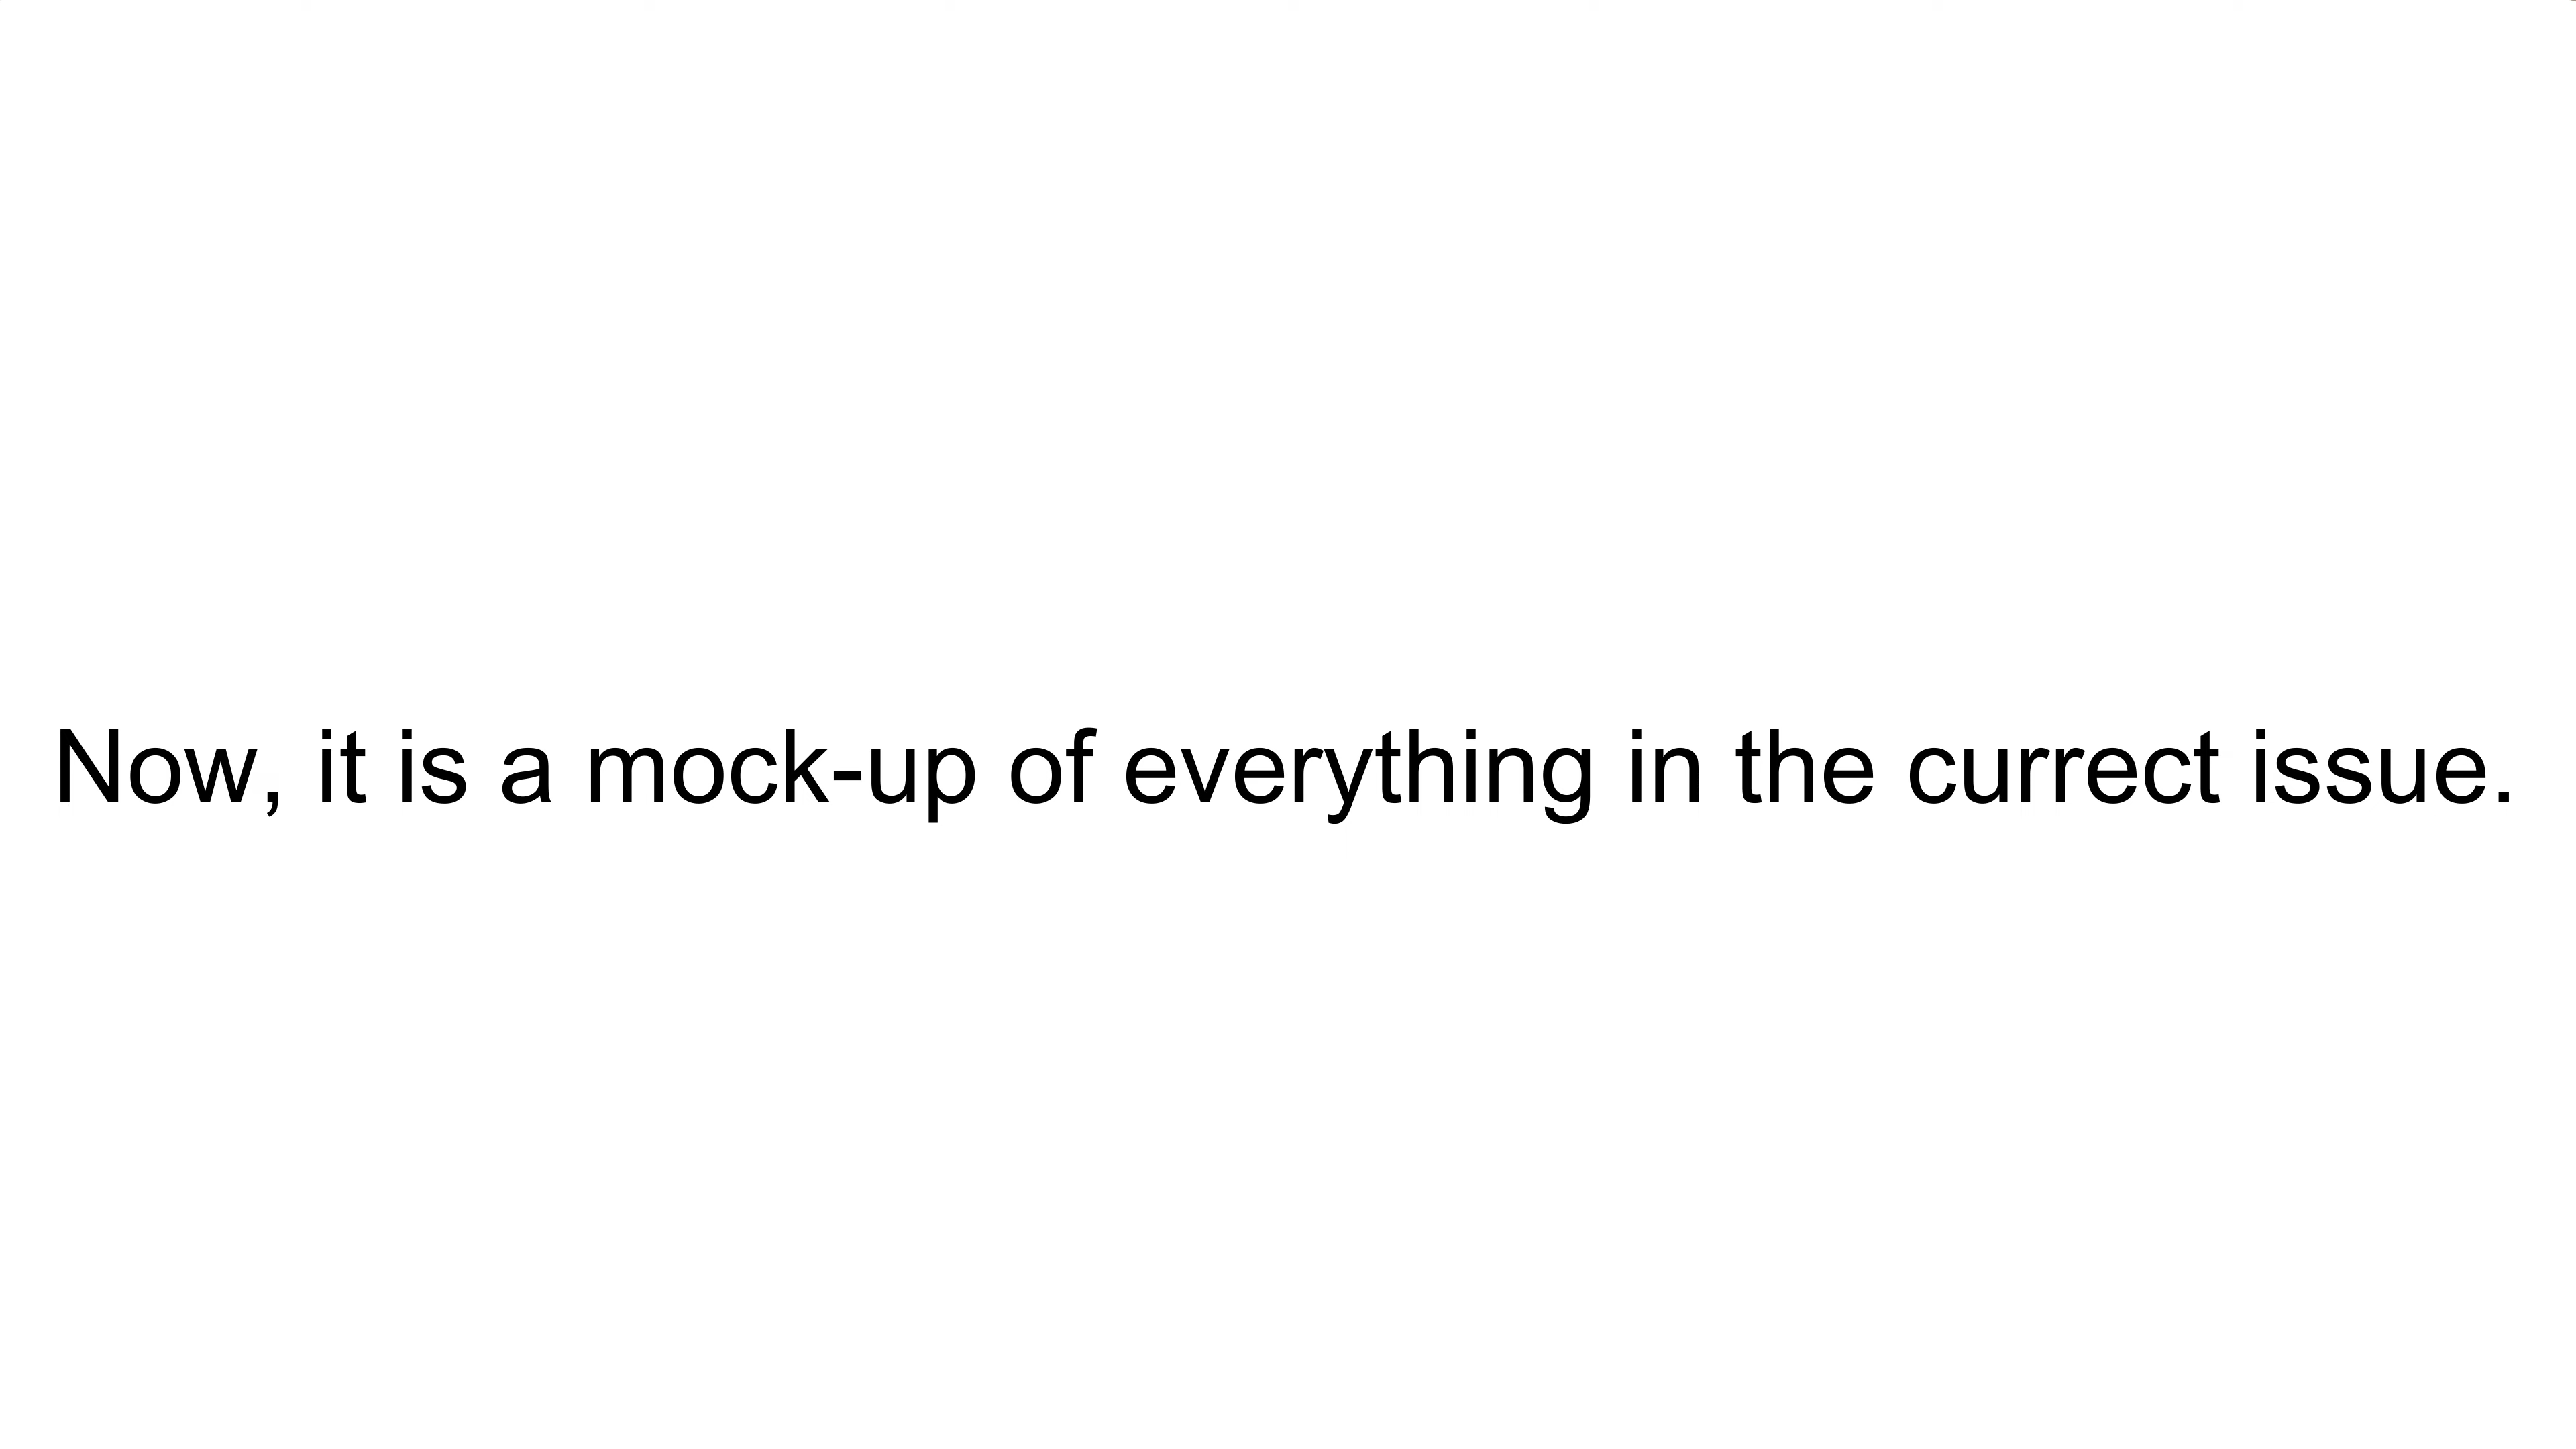 Now, it is a mock-up of everything in the currect issue.